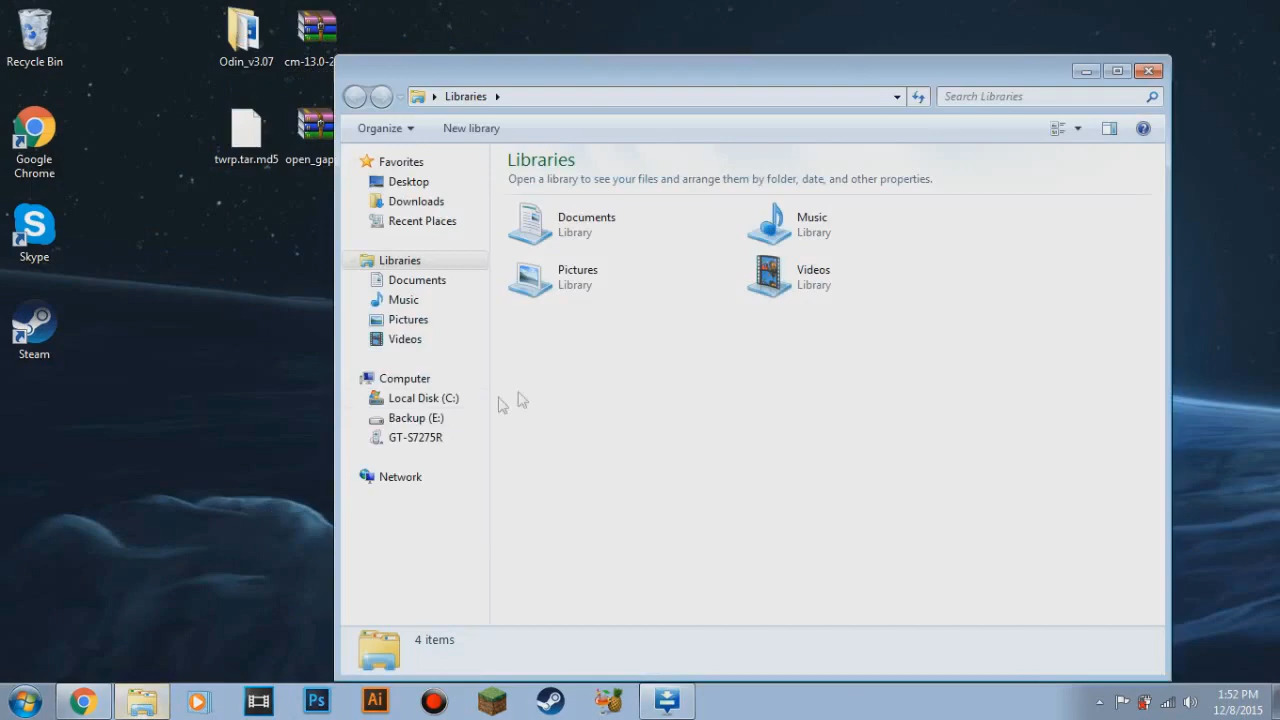 Recycle Bin
Odin_v3.07
cm-13.0-2
Google
Chrome
twrp.tar.md5
open_gap
Skype
Steam
Libraries
Search Libraries
Organize
New library
Favorites
Desktop
Downloads
Recent Places
Libraries
Documents
Music
Pictures
Videos
Computer
Local Disk (C:)
Backup (E:)
GT-S7275R
Network
Libraries
Open a library to see your files and arrange them by folder, date, and other properties.
Documents
Library
Music
Library
Pictures
Library
Videos
Library
4 items
Ps
Ai
1:52 PM
12/8/2015